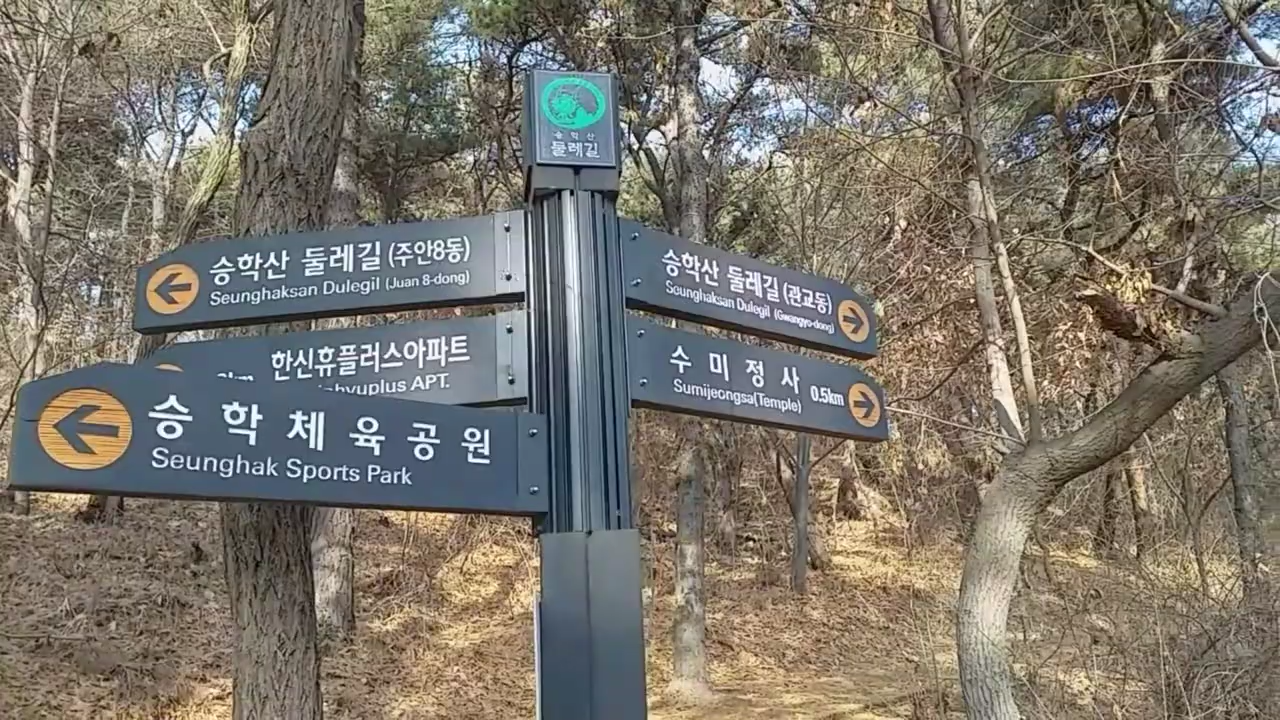 승학산
둘레길
승학산 둘레길 (주안8동)
Seunghaksan Dulegil (Juan 8-dong)
한신휴플러스아파트
APT.
승학체육공원
Seunghak Sports Park
승학산 둘레길 (관교동)
Seunghaksan Dulegil (Gwangyo-dong)
수미정사 0.5km
Sumijeongsa(Temple)